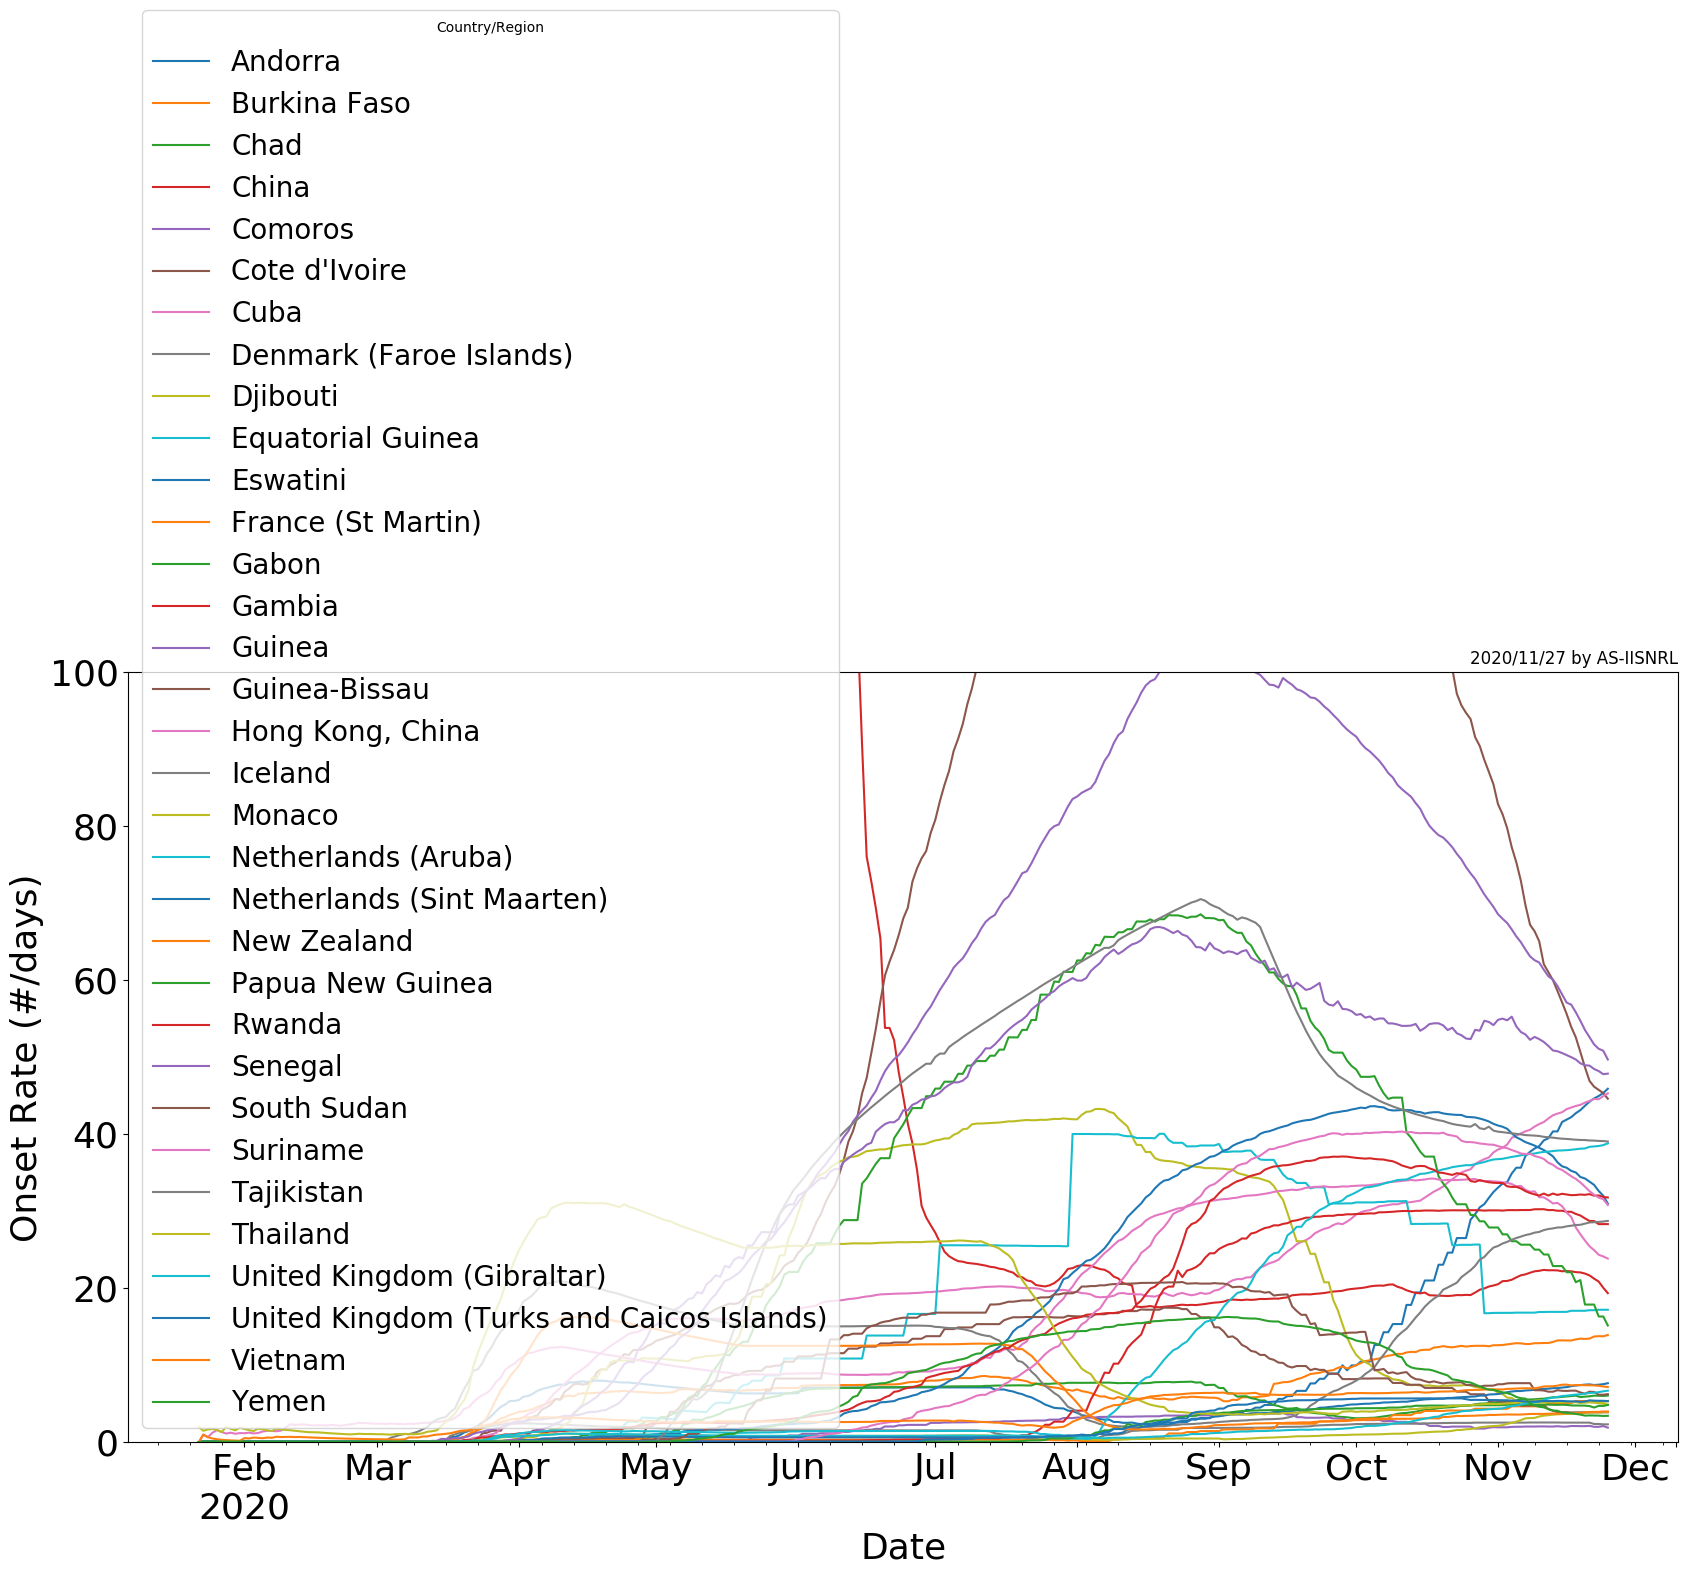 Country/Region
Andorra
Burkina Faso
Chad
China
Comoros
Cote d'Ivoire
Cuba
Denmark (Faroe Islands)
Djibouti
Equatorial Guinea
Eswatini
France (St Martin)
Gabon
Gambia
Guinea
Guinea-Bissau
Hong Kong, China
Iceland
Monaco
Netherlands (Aruba)
Netherlands (Sint Maarten)
New Zealand
Papua New Guinea
Rwanda
Senegal
South Sudan
Suriname
Tajikistan
Thailand
United Kingdom (Gibraltar)
United Kingdom (Turks and Caicos Islands)
Vietnam
Yemen
2020/11/27 by AS-IISNRL
100
80
60
40
20
0
Onset Rate (#/days)
Feb Mar Apr May Jun Jul Aug Sep Oct Nov Dec
2020
Date